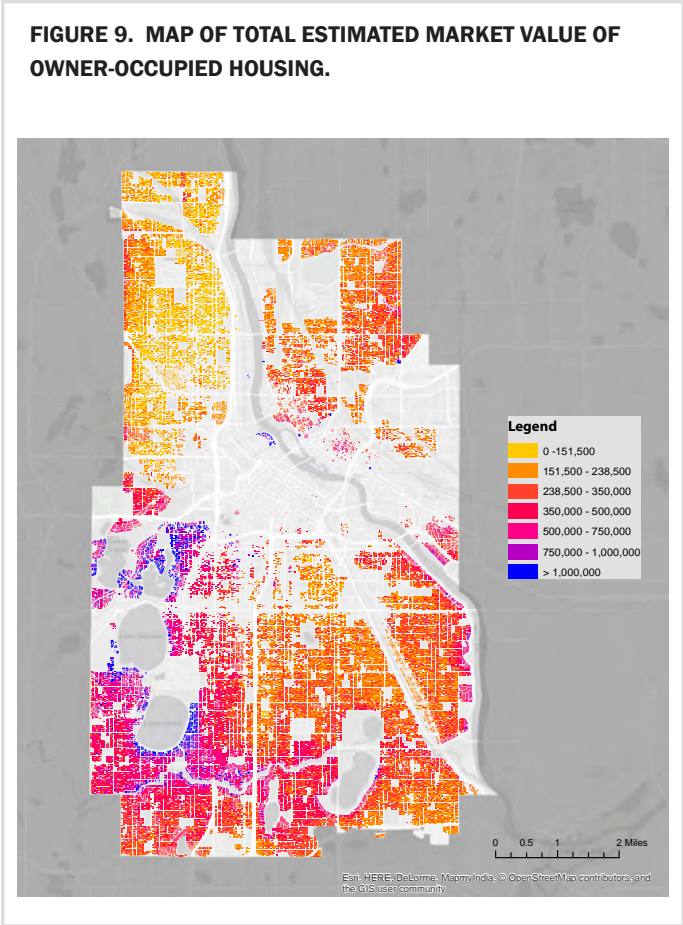 FIGURE 9. MAP OF TOTAL ESTIMATED MARKET VALUE OF
OWNER-OCCUPIED HOUSING.
Legend
0 -151,500
151,500 - 238,500
238,500 - 350,000
350,000 - 500,000
500,000 - 750,000
750,000 - 1,000,000
> 1,000,000
0 0.5 1 2 Miles
Esri, HERE, DeLorme, MapmyIndia, © OpenStreetMap contributors, and
the GIS user community